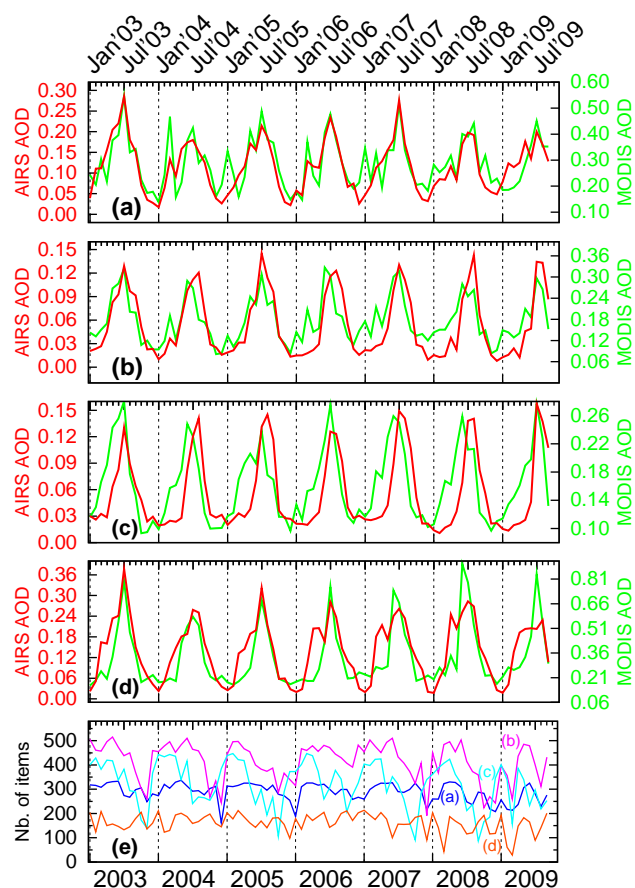 Jan'03 Jul'03 Jan'04 Jul'04 Jan'05 Jul'05 Jan'06 Jul'06 Jan'07 Jul'07 Jan'08 Jul'08 Jan'09 Jul'09
AIRS AOD
0.30
0.25
0.20
0.15
0.10
0.05
0.00
(a)
0.60
0.50
0.40
0.30
0.20
0.10
MODIS AOD
AIRS AOD
0.15
0.12
0.09
0.06
0.03
0.00
(b)
0.36
0.30
0.24
0.18
0.12
0.06
MODIS AOD
AIRS AOD
0.15
0.12
0.09
0.06
0.03
0.00
(c)
0.28
0.22
0.16
0.10
MODIS AOD
AIRS AOD
0.36
0.30
0.24
0.18
0.12
0.06
0.00
(d)
0.81
0.66
0.51
0.36
0.21
0.06
MODIS AOD
Nb. of items
500
400
300
200
100
0
(e)
(b)
(c)
(a)
(d)
2003 2004 2005 2006 2007 2008 2009